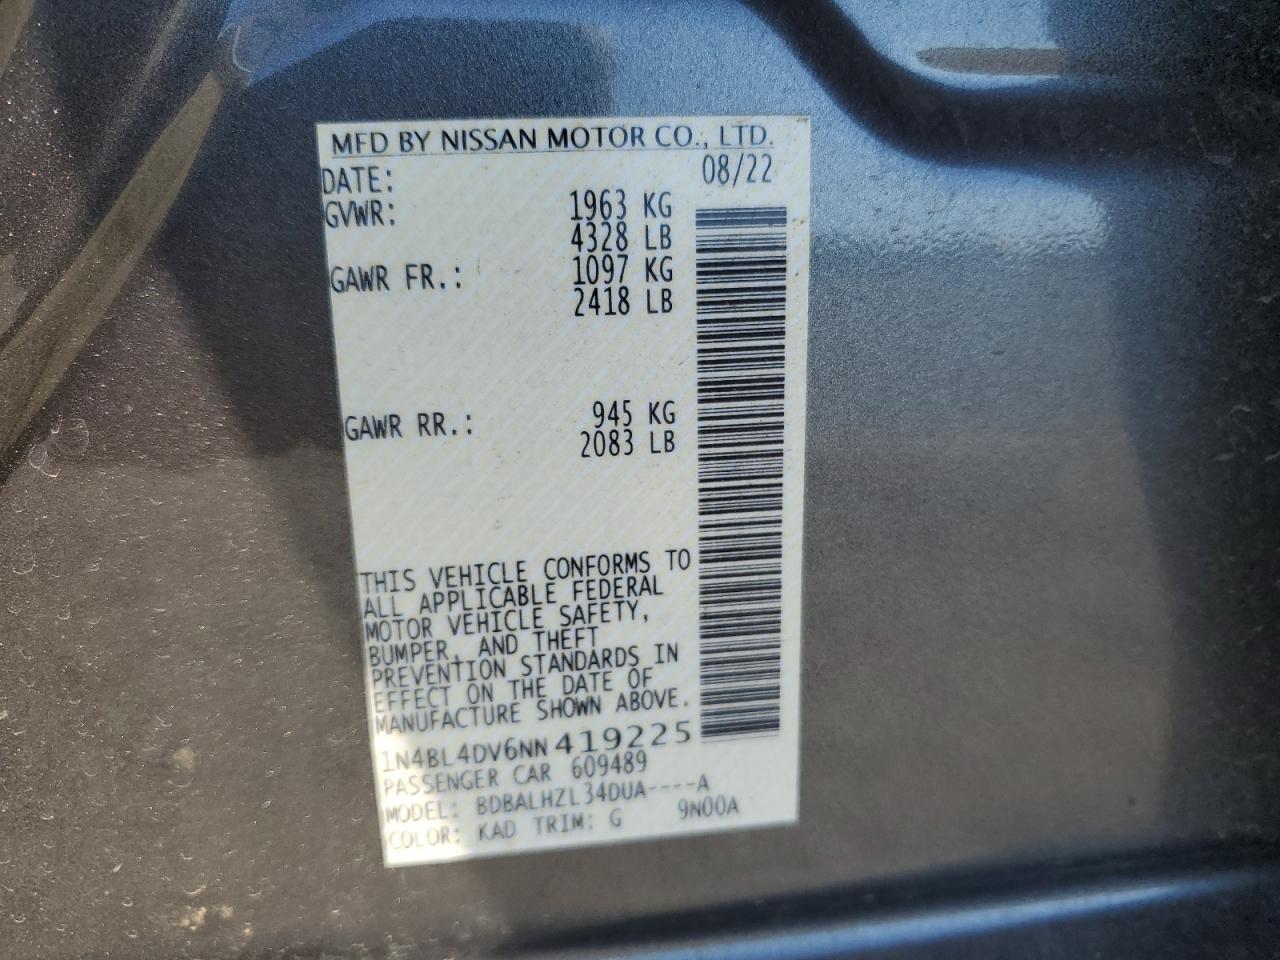 MFD BY NISSAN MOTOR CO., LTD.
DATE: 08/22
GVWR: 1963 KG
4328 LB
GAWR FR.: 1097 KG
2418 LB
GAWR RR.: 945 KG
2083 LB
THIS VEHICLE CONFORMS TO
ALL APPLICABLE FEDERAL
MOTOR VEHICLE SAFETY,
BUMPER, AND THEFT
PREVENTION STANDARDS IN
EFFECT ON THE DATE OF
MANUFACTURE SHOWN ABOVE.
1N4BL4DV6NN419225
PASSENGER CAR 609489
MODEL: BDBALHZL34DUA----A
COLOR: KAD TRIM: G 9N00A